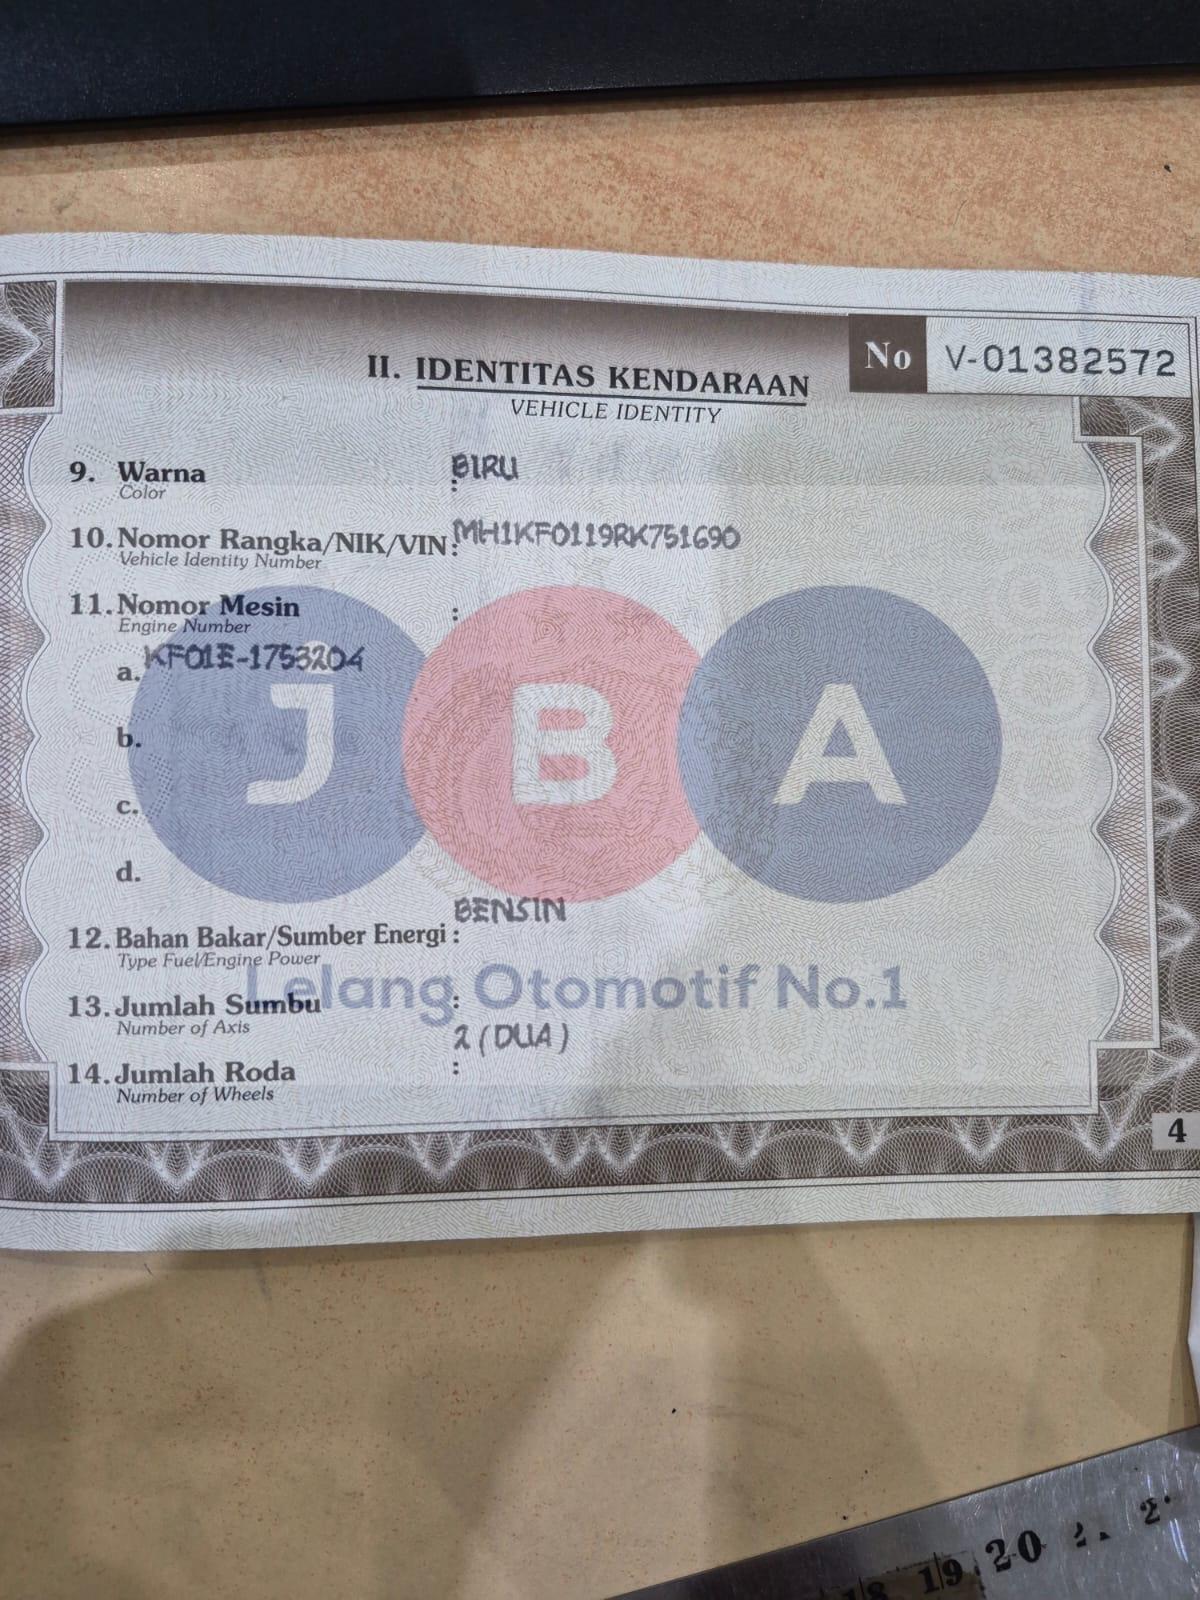 No V-01382572
II. IDENTITAS KENDARAAN
VEHICLE IDENTITY
9. Warna : BIRU
Color
10. Nomor Rangka/NIK/VIN : MH1KF0119RK751690
Vehicle Identity Number
11. Nomor Mesin :
Engine Number
a. KF01E-1753204
b.
c.
d.
JBA
12. Bahan Bakar/Sumber Energi : BENSIN
Type Fuel/Engine Power
Lelang Otomotif No.1
13. Jumlah Sumbu :
Number of Axis
2 (DUA)
14. Jumlah Roda :
Number of Wheels
4
18 19 20